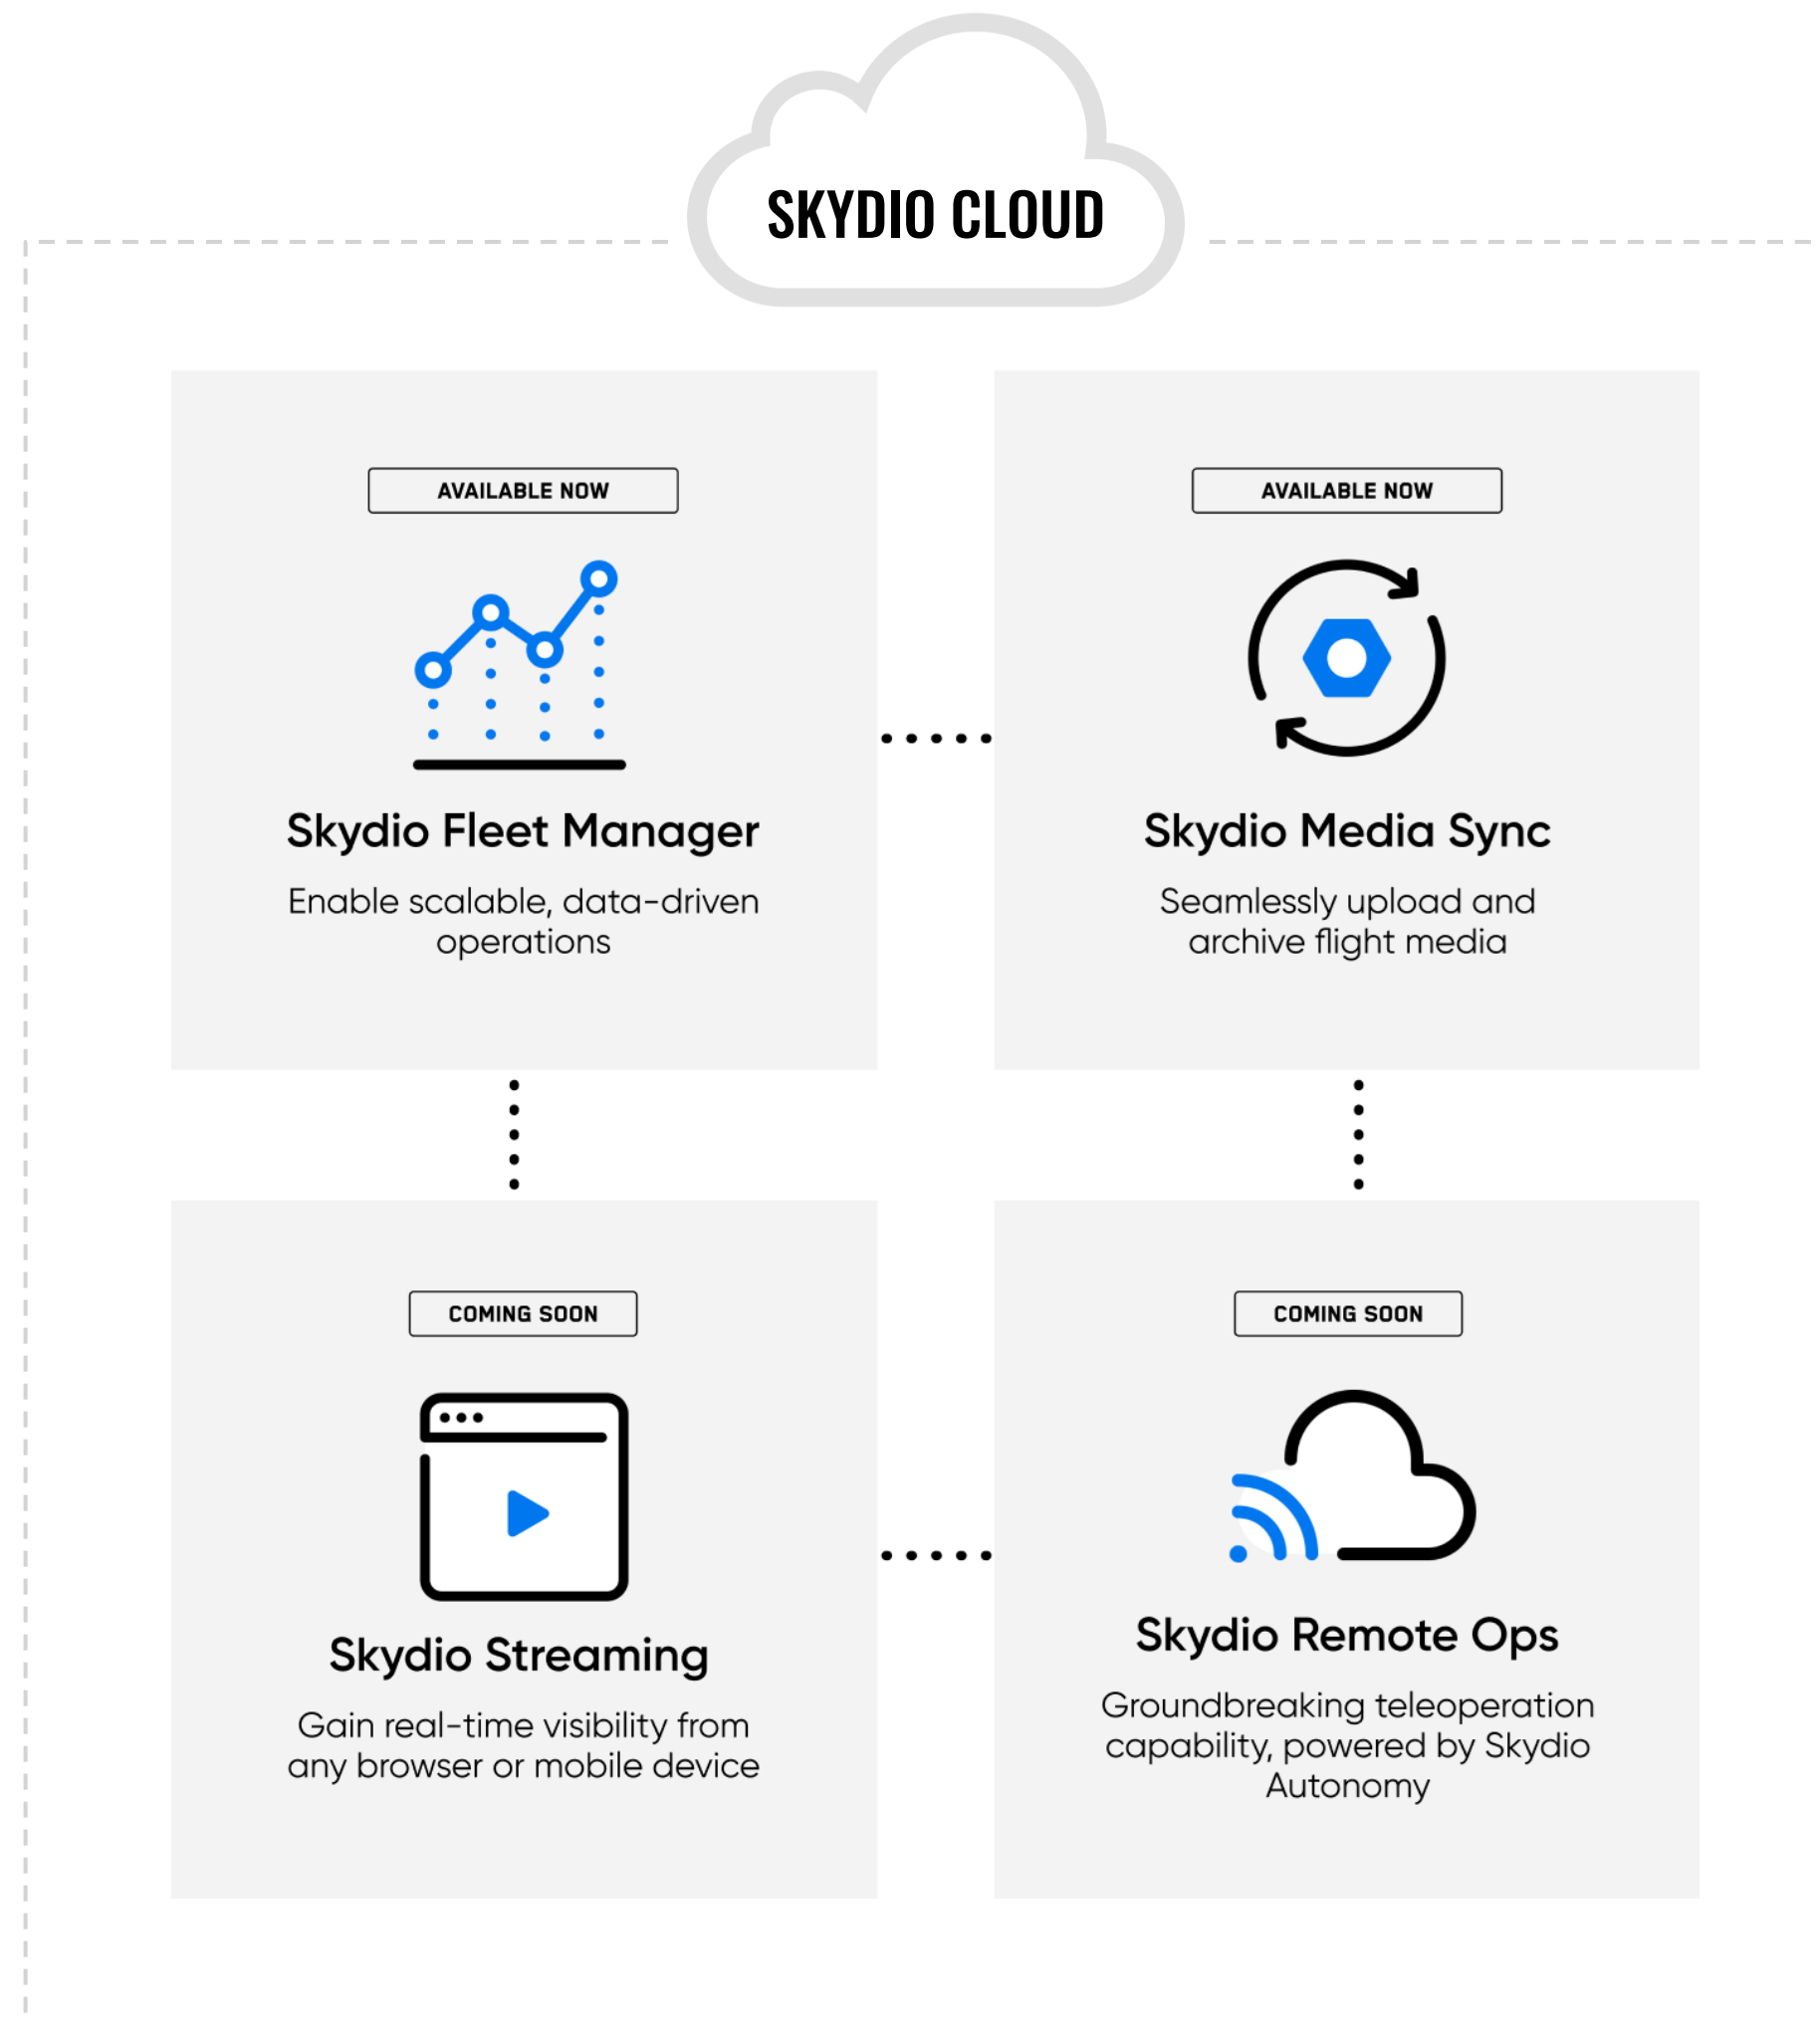 SKYDIO CLOUD
AVAILABLE NOW
Skydio Fleet Manager
Enable scalable, data-driven
operations
AVAILABLE NOW
Skydio Media Sync
Seamlessly upload and
archive flight media
COMING SOON
Skydio Streaming
Gain real-time visibility from
any browser or mobile device
COMING SOON
Skydio Remote Ops
Groundbreaking teleoperation
capability, powered by Skydio
Autonomy